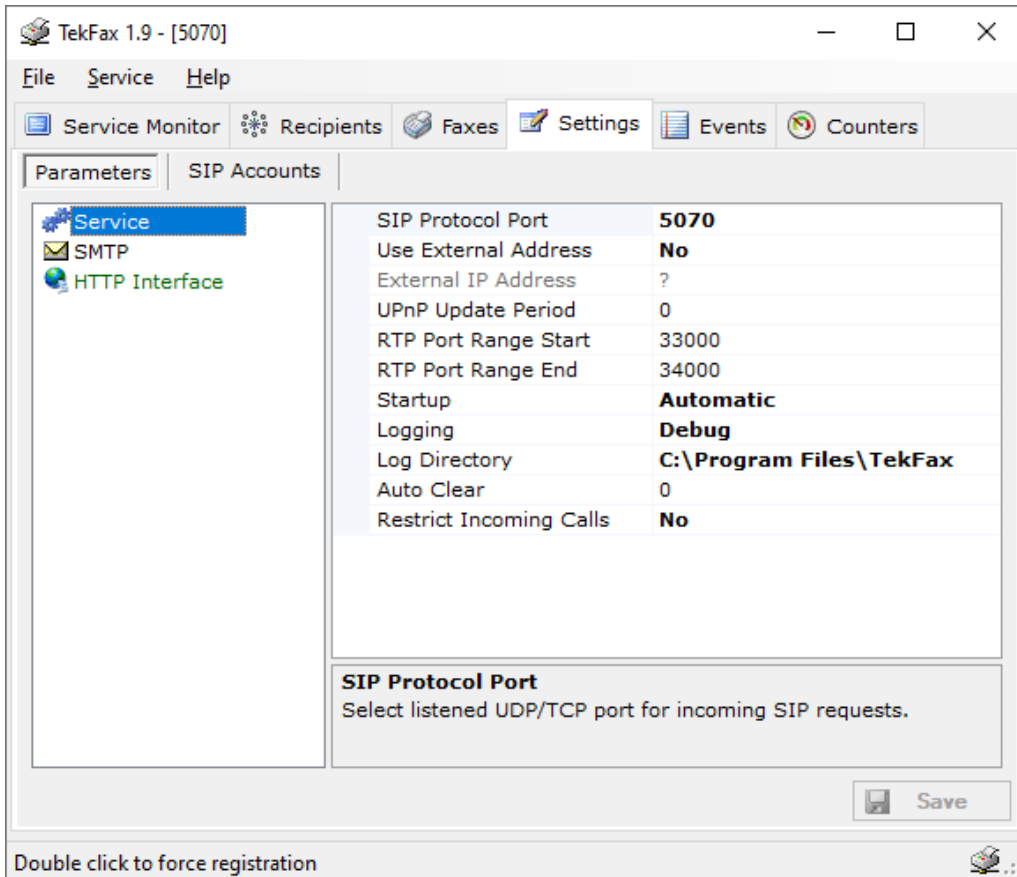 TekFax 1.9 - [5070]
File Service Help
Service Monitor Recipients Faxes Settings Events Counters
Parameters SIP Accounts
Service
SMTP
HTTP Interface
SIP Protocol Port 5070
Use External Address No
External IP Address ?
UPnP Update Period 0
RTP Port Range Start 33000
RTP Port Range End 34000
Startup Automatic
Logging Debug
Log Directory C:\Program Files\TekFax
Auto Clear 0
Restrict Incoming Calls No
SIP Protocol Port
Select listened UDP/TCP port for incoming SIP requests.
Save
Double click to force registration